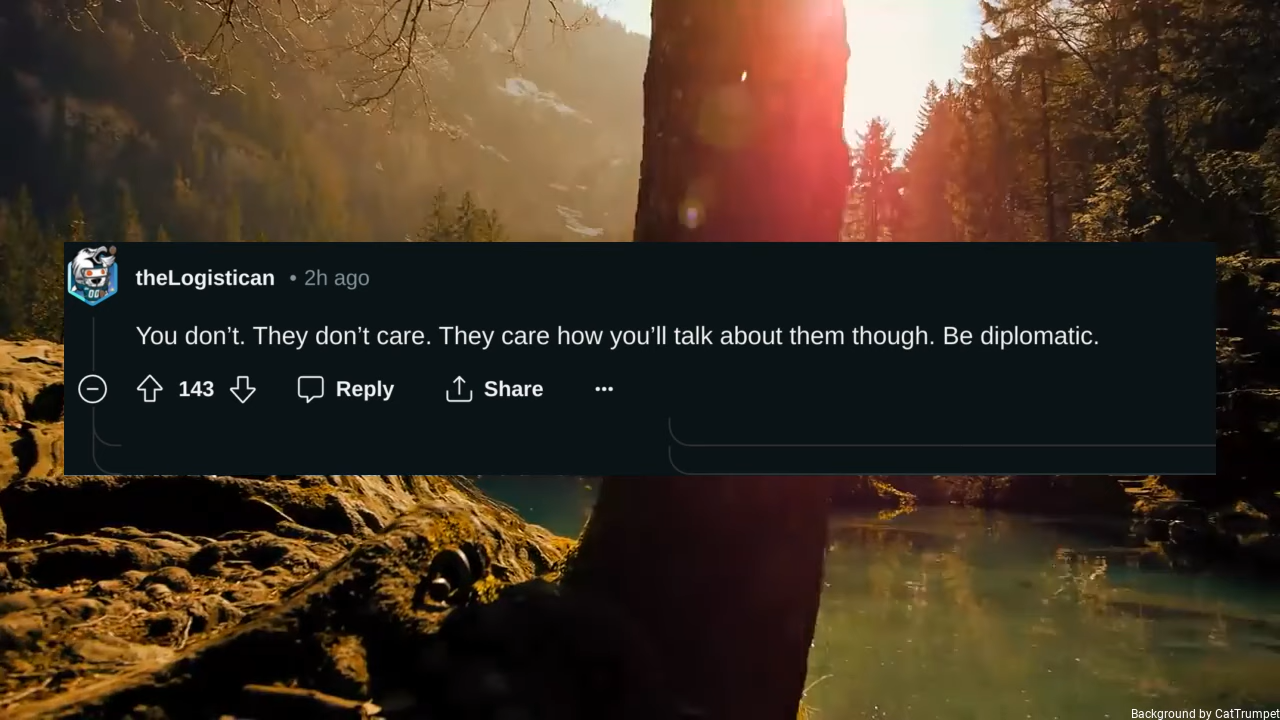 theLogistican • 2h ago
You don’t. They don’t care. They care how you’ll talk about them though. Be diplomatic.
143 Reply Share ···
Background by CatTrumpet